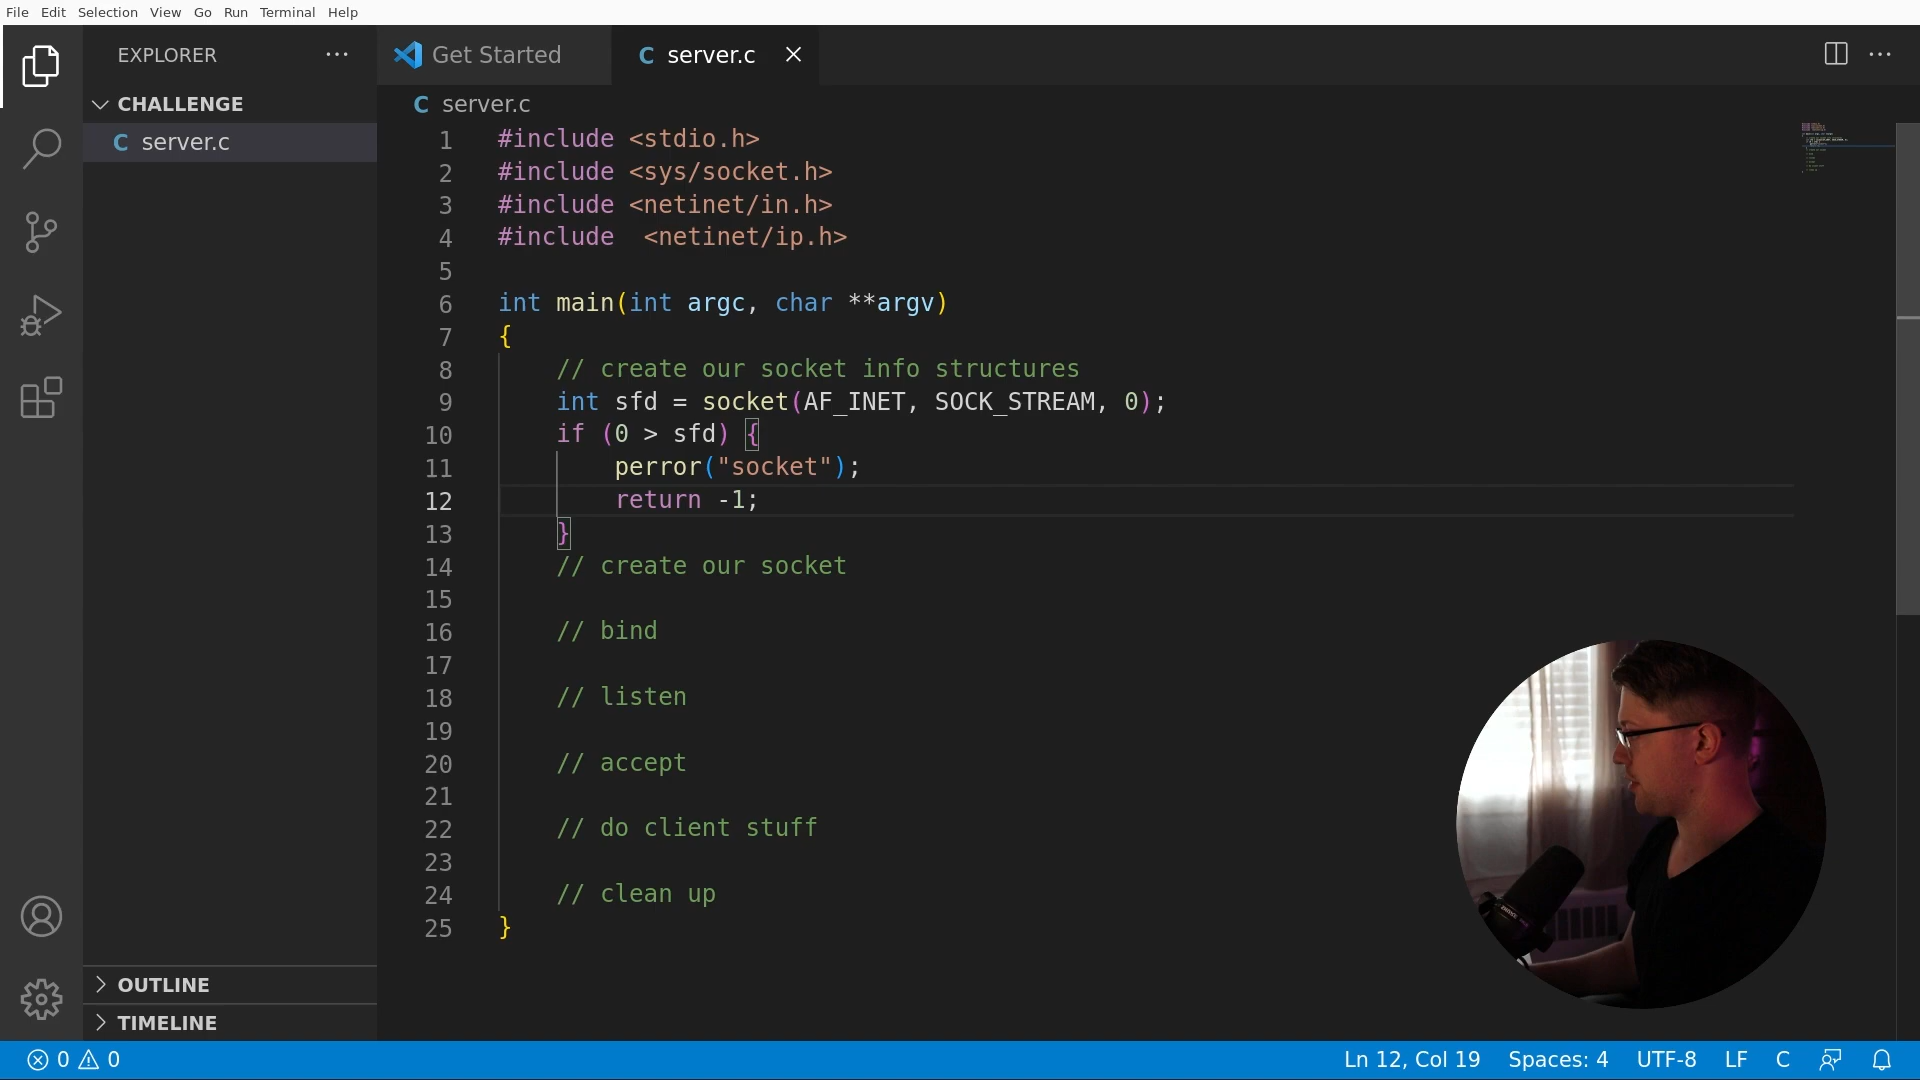 File Edit Selection View Go Run Terminal Help
EXPLORER
Get Started
C server.c
CHALLENGE
C server.c
C server.c
1 #include <stdio.h>
2 #include <sys/socket.h>
3 #include <netinet/in.h>
4 #include  <netinet/ip.h>
5
6 int main(int argc, char **argv)
7 {
8     // create our socket info structures
9     int sfd = socket(AF_INET, SOCK_STREAM, 0);
10     if (0 > sfd) {
11         perror("socket");
12         return -1;
13     }
14     // create our socket
15
16     // bind
17
18     // listen
19
20     // accept
21
22     // do client stuff
23
24     // clean up
25 }
OUTLINE
TIMELINE
0 0 Ln 12, Col 19 Spaces: 4 UTF-8 LF C